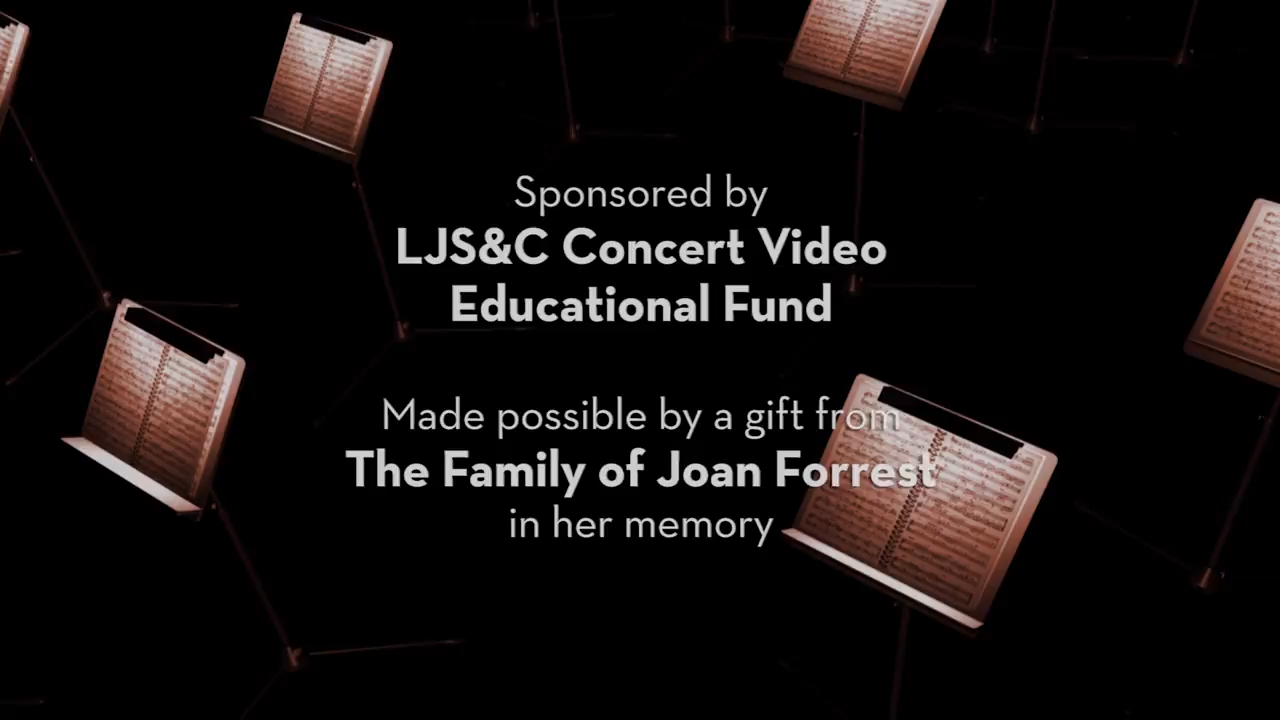 Sponsored by
LJS&C Concert Video
Educational Fund
Made possible by a gift from
The Family of Joan Forrest
in her memory